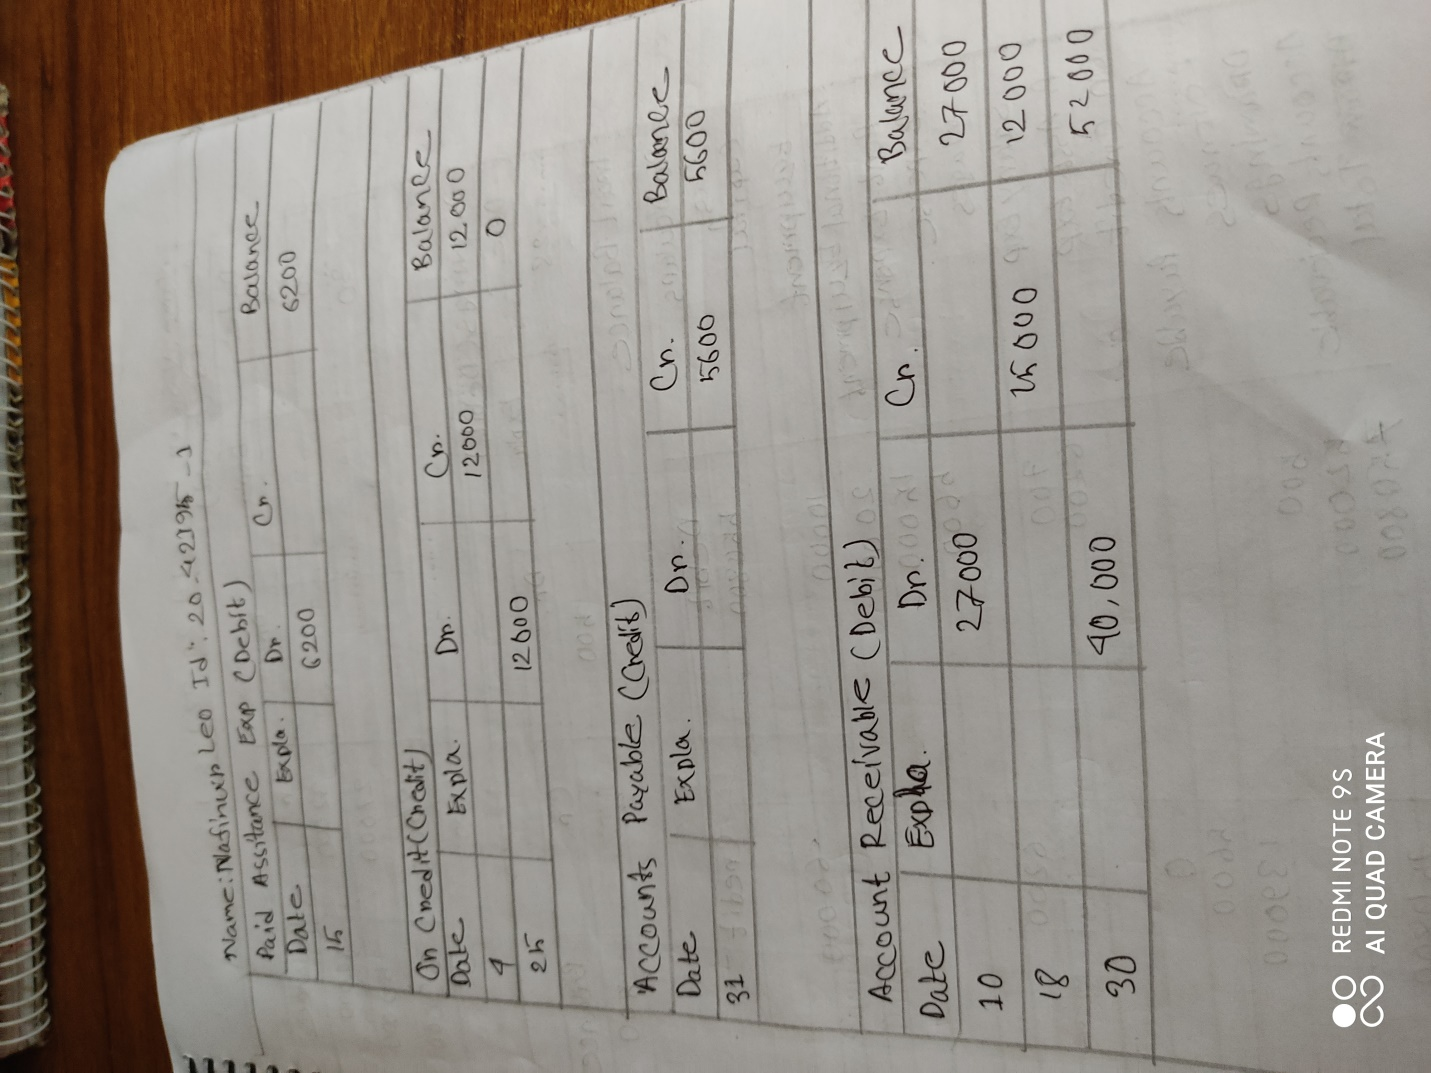 Name: Nafinur Leo Id: 20-42195-1
Paid Assitance Exp (Debit)
Date Expla. Dr. Cr. Balance
15 6200 6200
On Credit (Credit)
Date Expla. Dr. Cr. Balance
4 12000 12000
25 12000 0
Accounts Payable (Credit)
Date Expla. Dr. Cr. Balance
31 5600 5600
Account Receivable (Debit)
Date Expla. Dr. Cr. Balance
10 27000 27000
18 15000 12000
30 40,000 52000
REDMI NOTE 9S
AI QUAD CAMERA